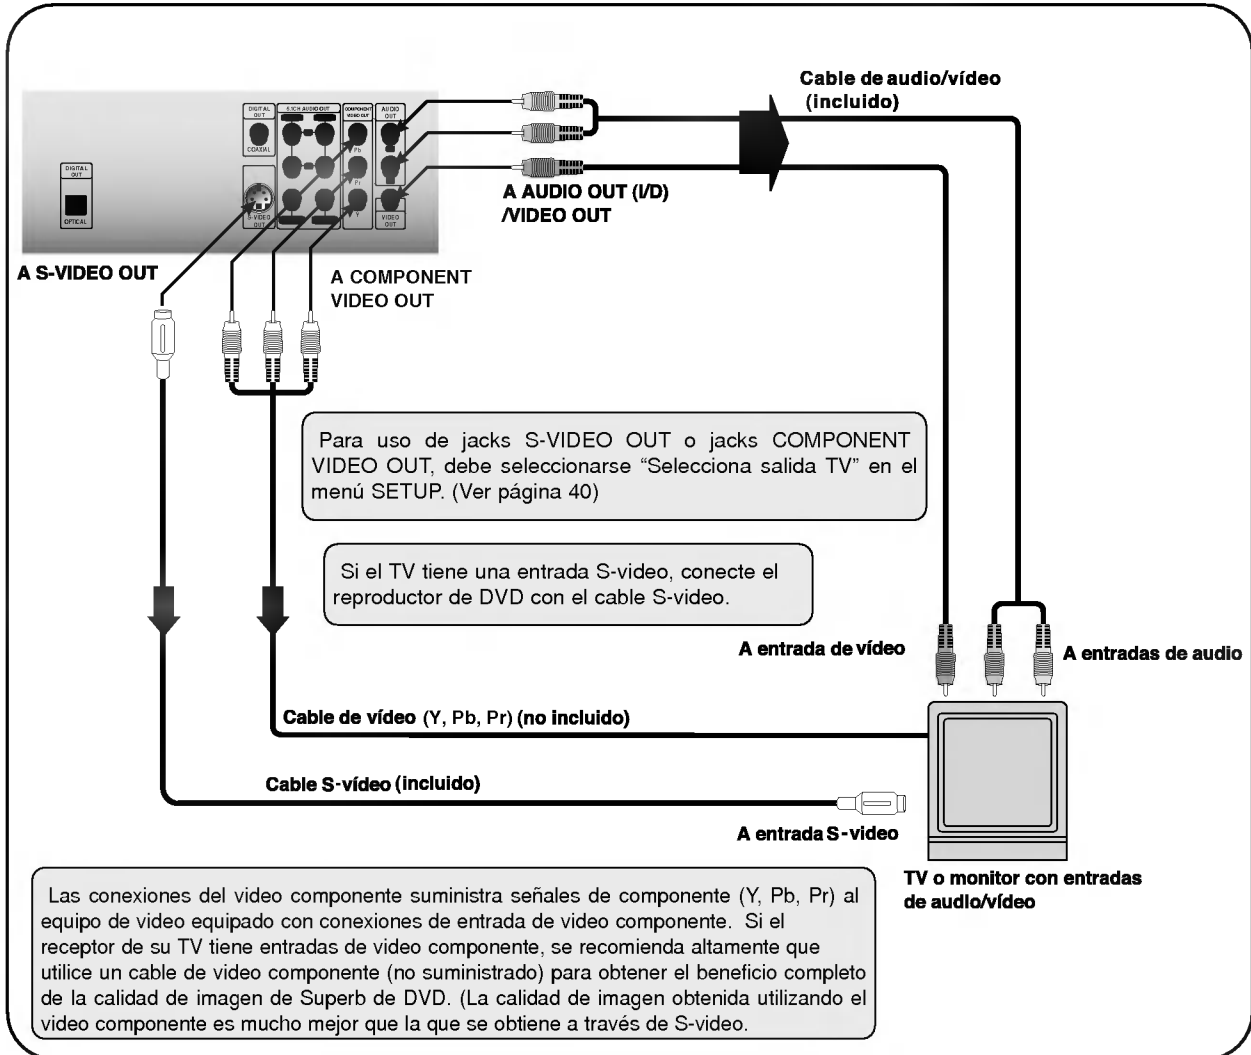 Cable de audio/vídeo
(incluido)
DIGITAL
OUT
COAXIAL
5.1CH AUDIO OUT
COMPONENT
VIDEO OUT
Pb
Pr
Y
AUDIO
OUT
VIDEO
OUT
S-VIDEO
OUT
DIGITAL
OUT
OPTICAL
A AUDIO OUT (I/D)
/VIDEO OUT
A S-VIDEO OUT
A COMPONENT
VIDEO OUT
Para uso de jacks S-VIDEO OUT o jacks COMPONENT
VIDEO OUT, debe seleccionarse “Selecciona salida TV” en el
menú SETUP. (Ver página 40)
Si el TV tiene una entrada S-video, conecte el
reproductor de DVD con el cable S-video.
A entrada de vídeo
A entradas de audio
Cable de vídeo (Y, Pb, Pr) (no incluido)
Cable S-vídeo (incluido)
A entrada S-video
TV o monitor con entradas
de audio/vídeo
Las conexiones del video componente suministra señales de componente (Y, Pb, Pr) al
equipo de video equipado con conexiones de entrada de video componente. Si el
receptor de su TV tiene entradas de video componente, se recomienda altamente que
utilice un cable de video componente (no suministrado) para obtener el beneficio completo
de la calidad de imagen de Superb de DVD. (La calidad de imagen obtenida utilizando el
video componente es mucho mejor que la que se obtiene a través de S-video.